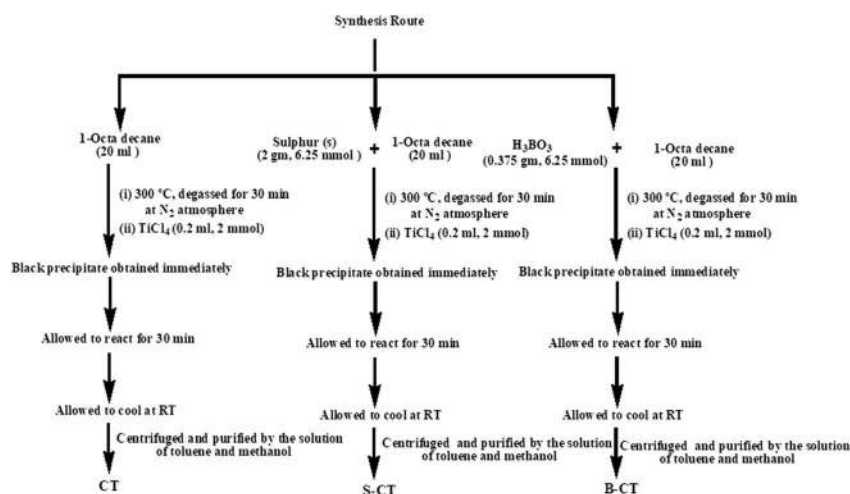 Synthesis Route
1-Octa decane
(20 ml )
(i) 300 °C, degassed for 30 min
at N₂ atmosphere
(ii) TiCl₄ (0.2 ml, 2 mmol)
Black precipitate obtained immediately
Allowed to react for 30 min
Allowed to cool at RT
Centrifuged and purified by the solution
of toluene and methanol
CT
Sulphur (s)
(2 gm, 6.25 mmol )
+
1-Octa decane
(20 ml )
(i) 300 °C, degassed for 30 min
at N₂ atmosphere
(ii) TiCl₄ (0.2 ml, 2 mmol)
Black precipitate obtained immediately
Allowed to react for 30 min
Allowed to cool at RT
Centrifuged and purified by the solution
of toluene and methanol
S-CT
H₃BO₃
(0.375 gm, 6.25 mmol)
+
1-Octa decane
(20 ml )
(i) 300 °C, degassed for 30 min
at N₂ atmosphere
(ii) TiCl₄ (0.2 ml, 2 mmol)
Black precipitate obtained immediately
Allowed to react for 30 min
Allowed to cool at RT
Centrifuged and purified by the solution
of toluene and methanol
B-CT